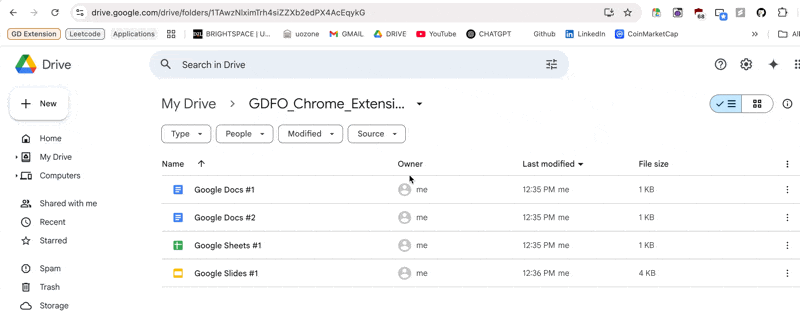 drive.google.com/drive/folders/1TAwzNlximTrh4siZZXb2edPX4AcEqykG
68
GD Extension Leetcode Applications BRIGHTSPACE | U... uozone GMAIL DRIVE YouTube CHATGPT Github LinkedIn CoinMarketCap » All
Drive Search in Drive
New
My Drive > GDFO_Chrome_Extensi...
Type People Modified Source
Home
My Drive
Computers
Shared with me
Recent
Starred
Spam
Trash
Storage
Name Owner Last modified File size
Google Docs #1 me 12:35 PM me 1 KB
Google Docs #2 me 12:35 PM me 1 KB
Google Sheets #1 me 12:35 PM me 1 KB
Google Slides #1 me 12:36 PM me 4 KB